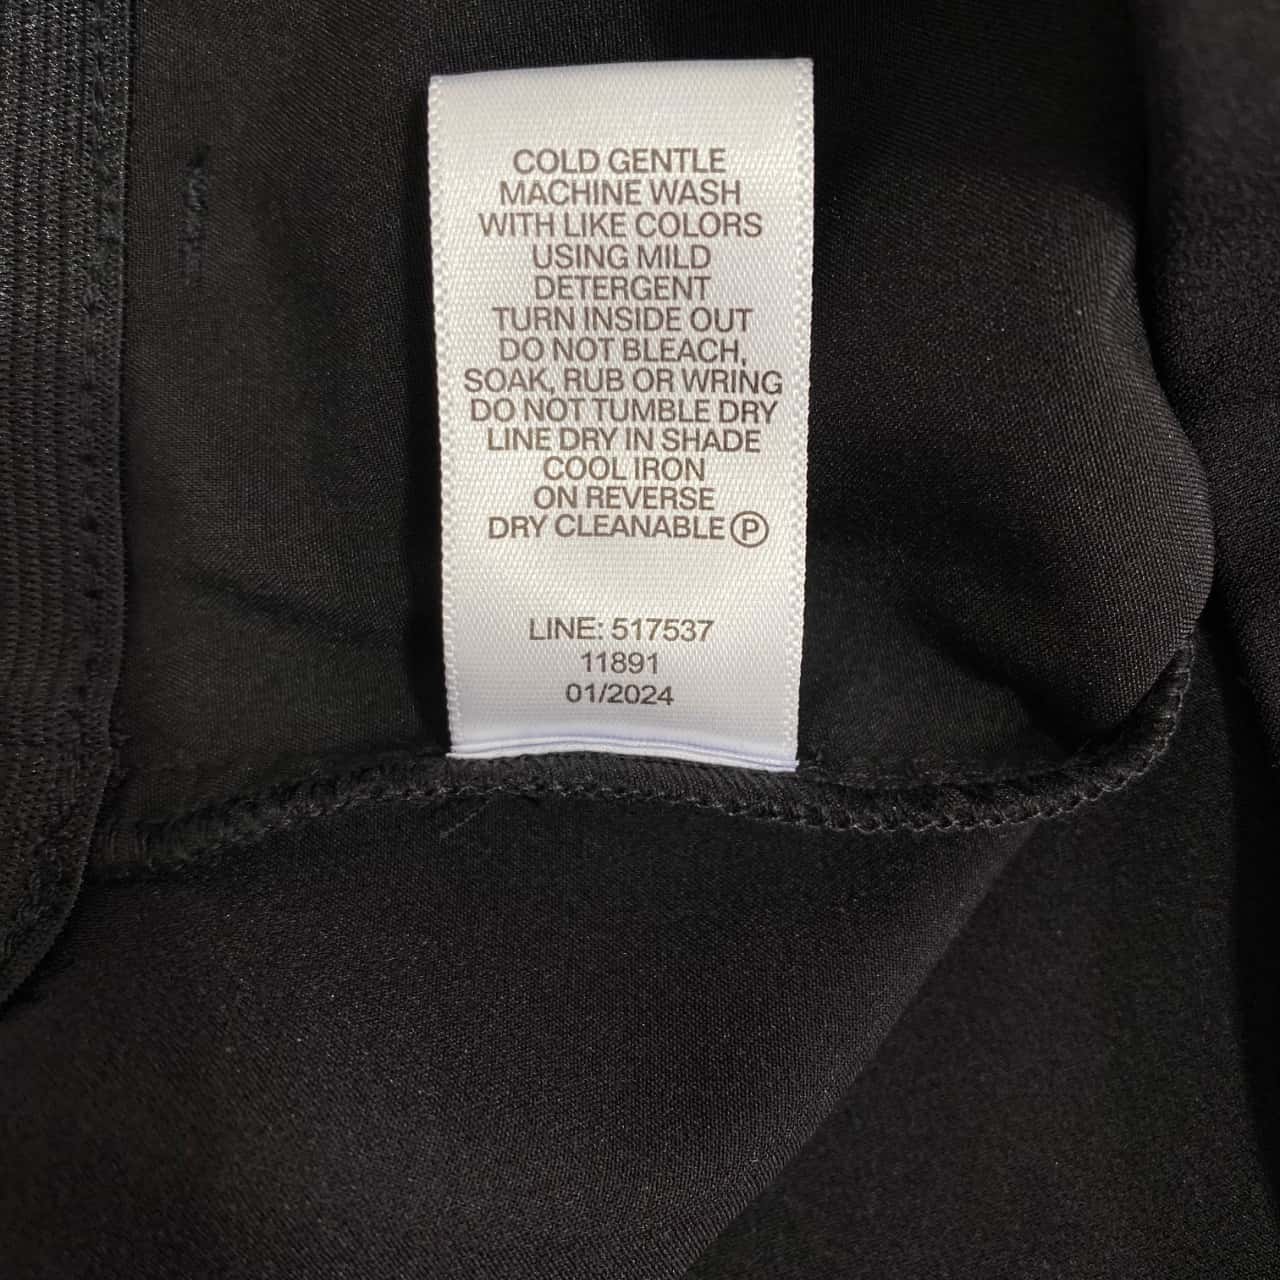 COLD GENTLE
MACHINE WASH
WITH LIKE COLORS
USING MILD
DETERGENT
TURN INSIDE OUT
DO NOT BLEACH,
SOAK, RUB OR WRING
DO NOT TUMBLE DRY
LINE DRY IN SHADE
COOL IRON
ON REVERSE
DRY CLEANABLE Ⓟ
LINE: 517537
11891
01/2024